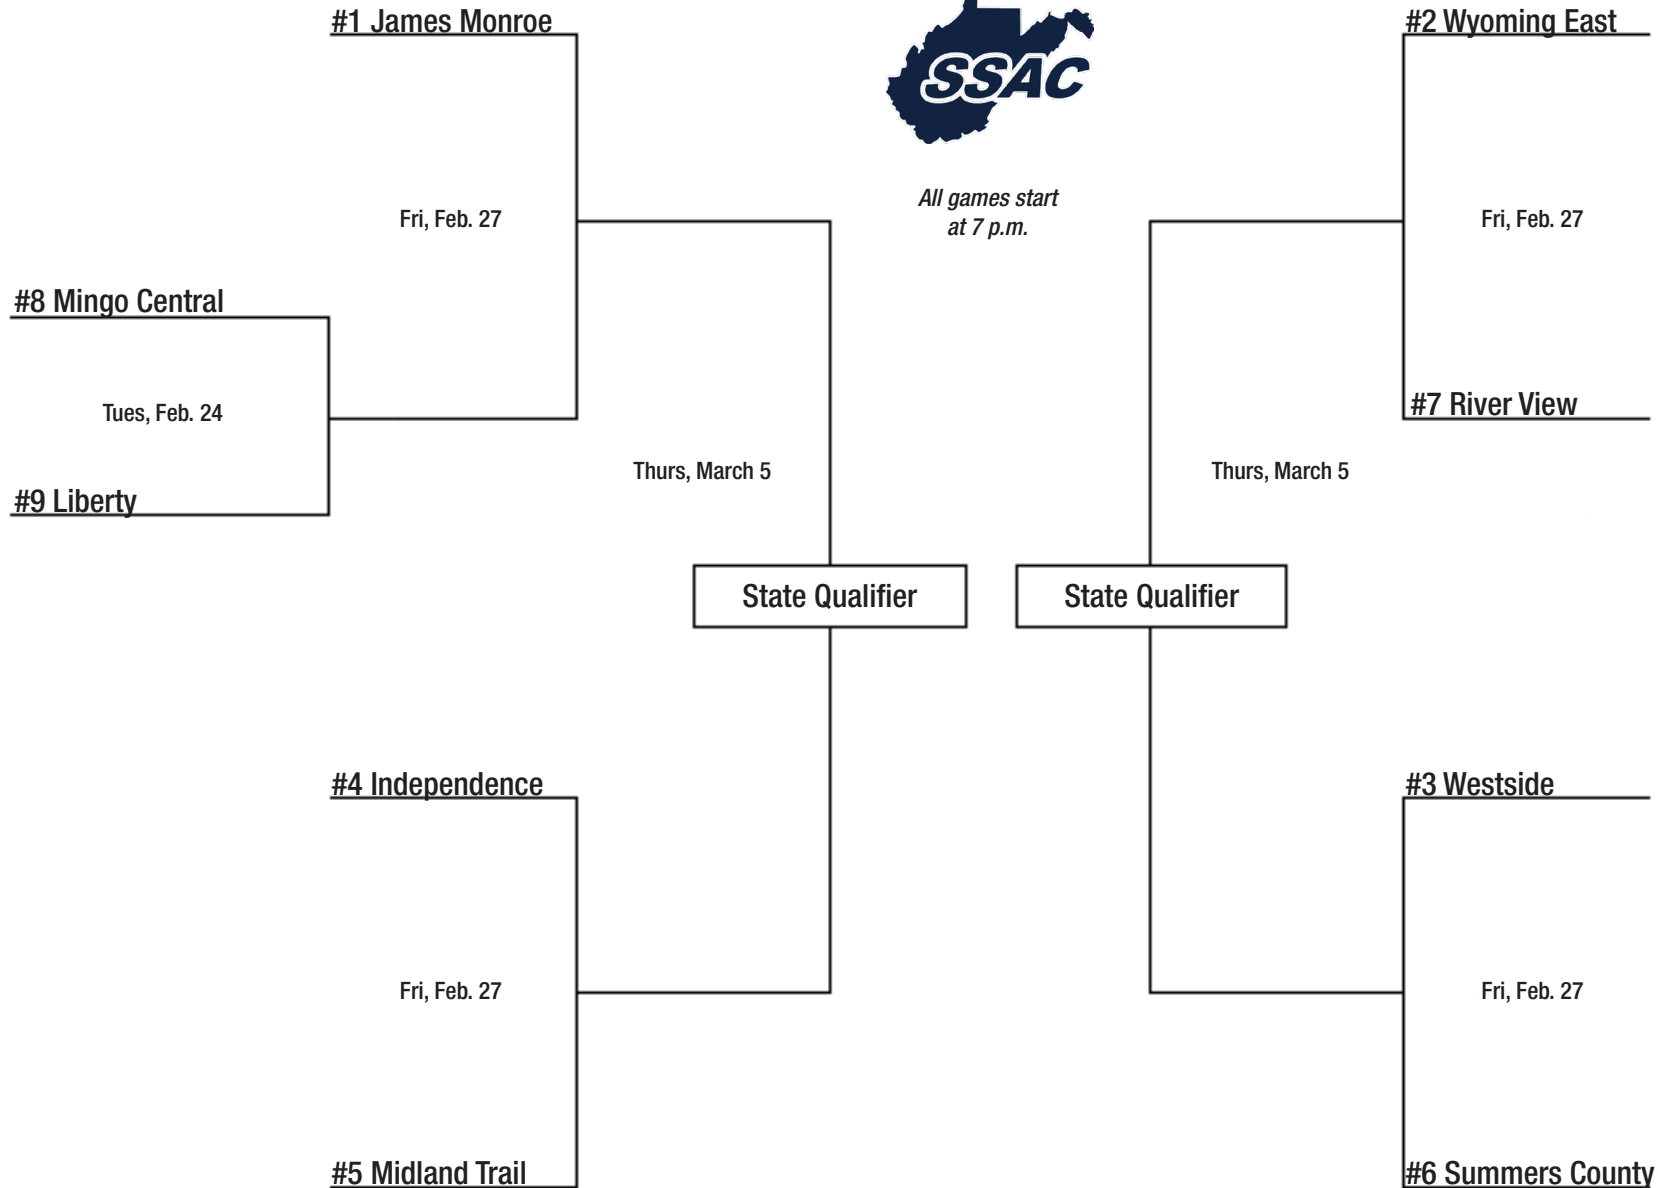 #1 James Monroe
SSAC
#2 Wyoming East
All games start
at 7 p.m.
Fri, Feb. 27
Fri, Feb. 27
#8 Mingo Central
Tues, Feb. 24
#7 River View
#9 Liberty
Thurs, March 5
Thurs, March 5
State Qualifier
State Qualifier
#4 Independence
#3 Westside
Fri, Feb. 27
Fri, Feb. 27
#5 Midland Trail
#6 Summers County